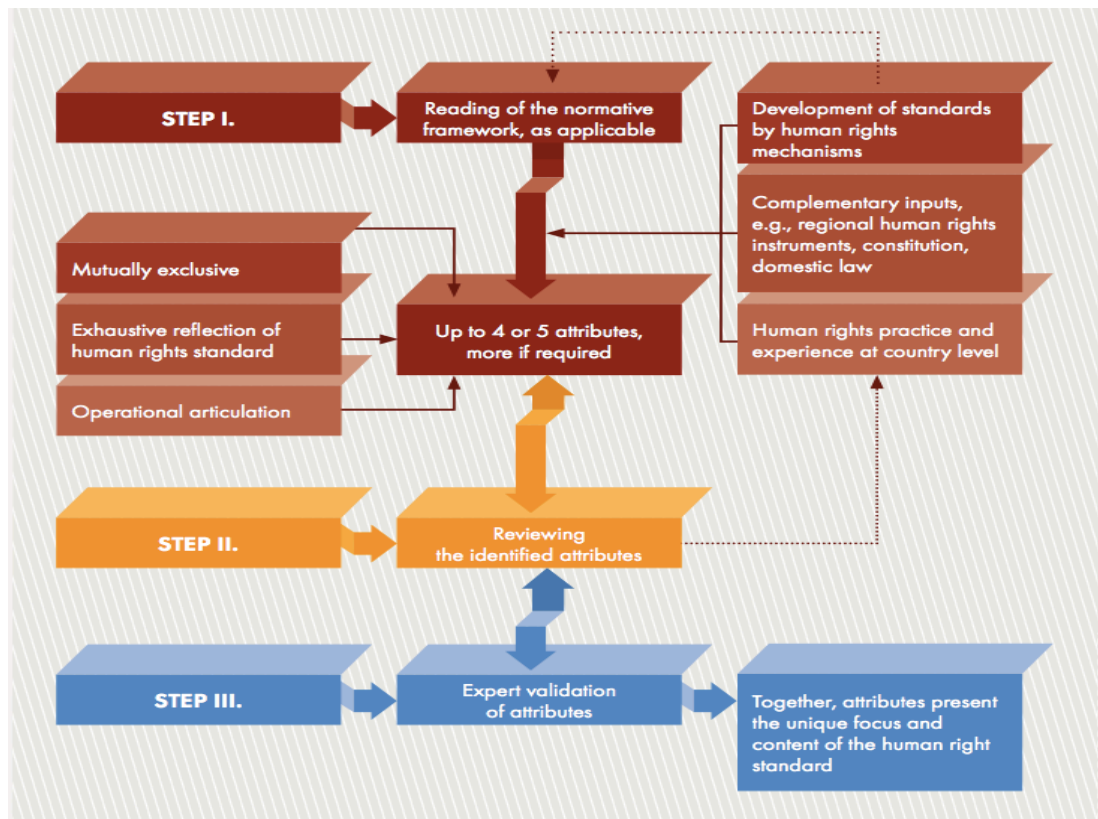 STEP I.
Reading of the normative
framework, as applicable
Development of standards
by human rights
mechanisms
Complementary inputs,
e.g., regional human rights
instruments, constitution,
domestic law
Human rights practice and
experience at country level
Mutually exclusive
Exhaustive reflection of
human rights standard
Operational articulation
Up to 4 or 5 attributes,
more if required
STEP II.
Reviewing
the identified attributes
STEP III.
Expert validation
of attributes
Together, attributes present
the unique focus and
content of the human right
standard